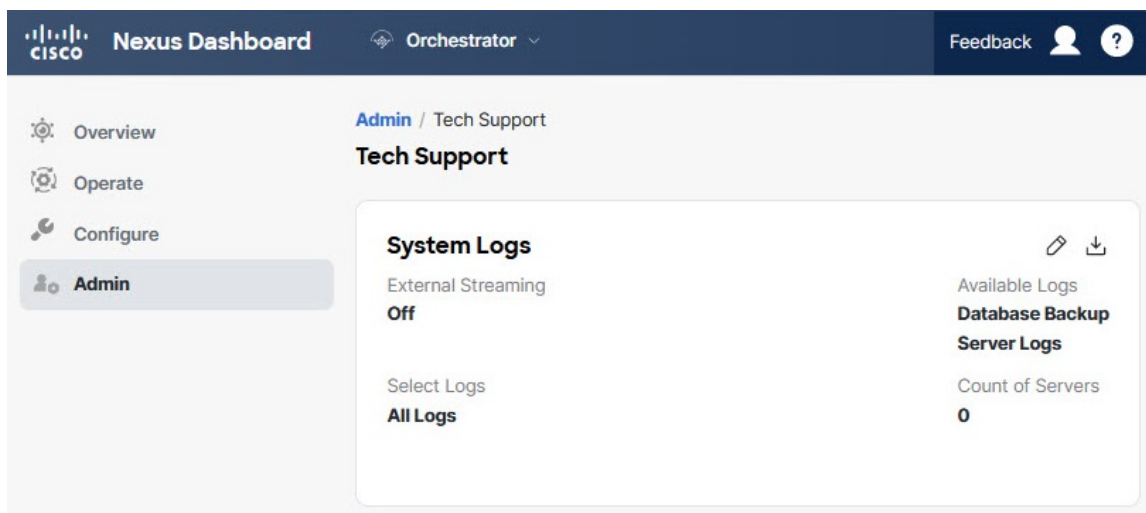 CISCO Nexus Dashboard Orchestrator Feedback ?
Overview
Operate
Configure
Admin
Admin / Tech Support
Tech Support
System Logs
External Streaming
Off
Available Logs
Database Backup
Server Logs
Select Logs
All Logs
Count of Servers
0